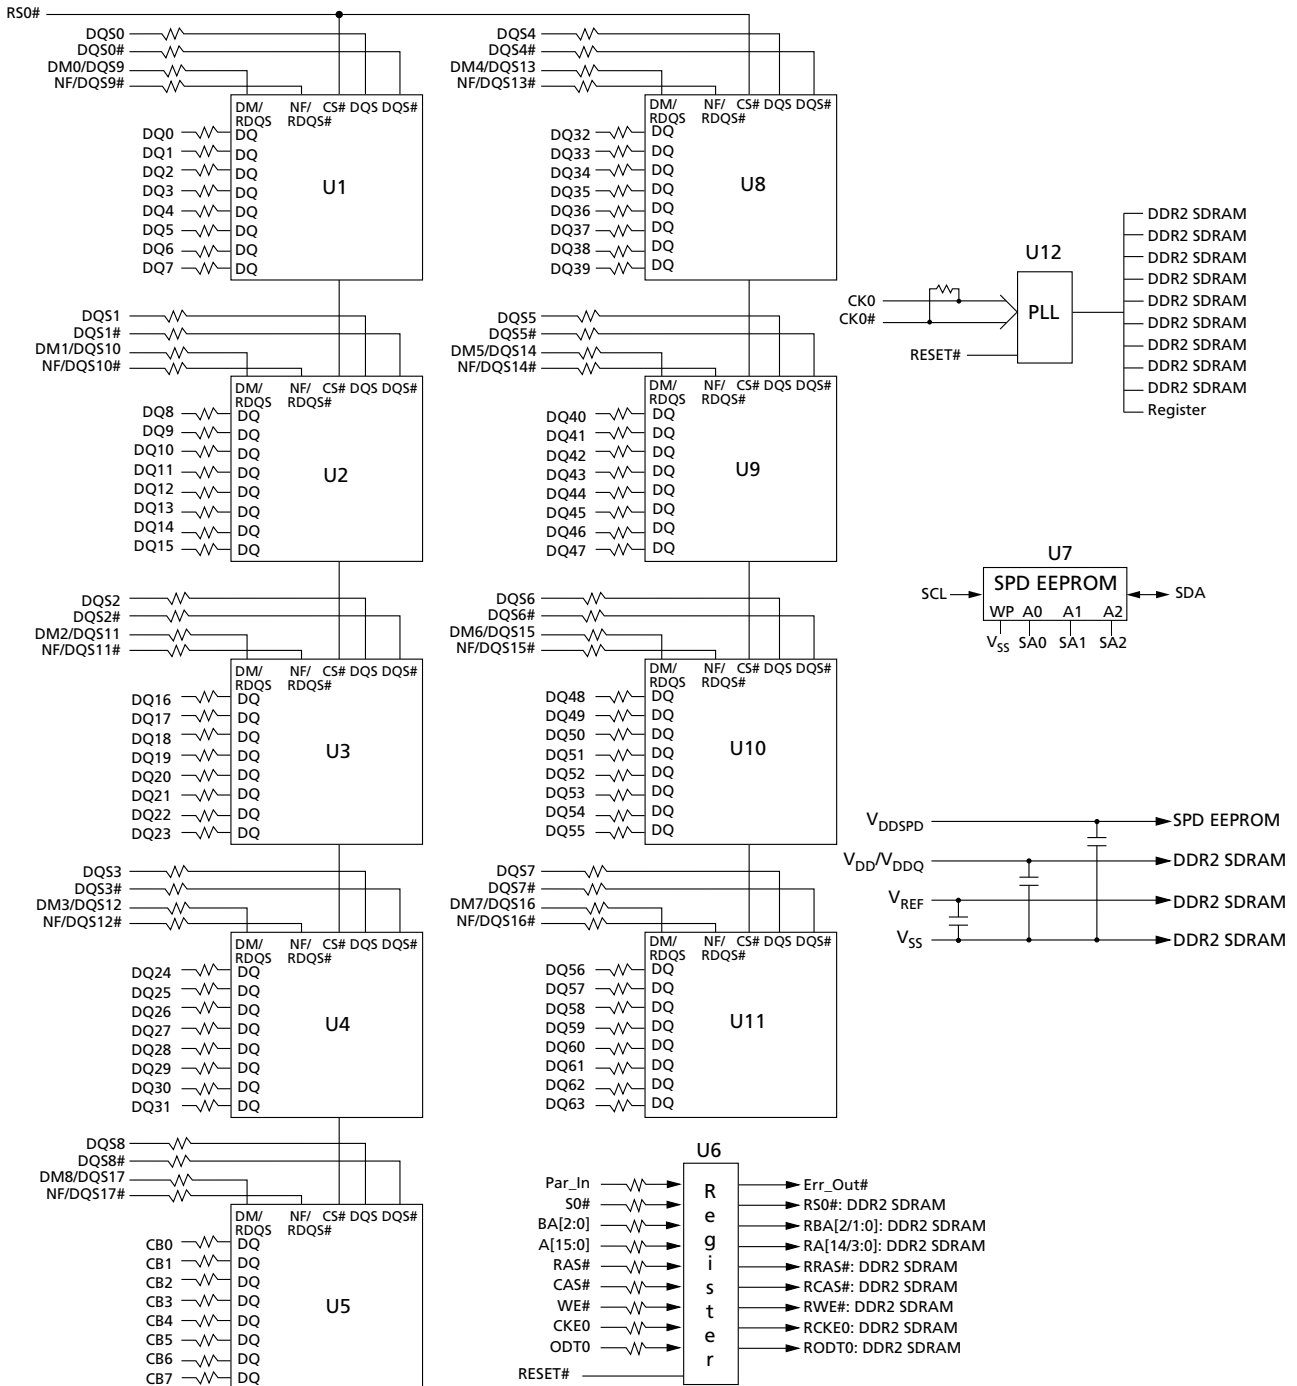 RS0#
DQS0
DQS0#
DM0/DQS9
NF/DQS9#
DM/ NF/ CS# DQS DQS#
RDQS RDQS#
DQ0 DQ
DQ1 DQ
DQ2 DQ
DQ3 DQ
DQ4 DQ
DQ5 DQ
DQ6 DQ
DQ7 DQ
U1
DQS1
DQS1#
DM1/DQS10
NF/DQS10#
DM/ NF/ CS# DQS DQS#
RDQS RDQS#
DQ8 DQ
DQ9 DQ
DQ10 DQ
DQ11 DQ
DQ12 DQ
DQ13 DQ
DQ14 DQ
DQ15 DQ
U2
DQS2
DQS2#
DM2/DQS11
NF/DQS11#
DM/ NF/ CS# DQS DQS#
RDQS RDQS#
DQ16 DQ
DQ17 DQ
DQ18 DQ
DQ19 DQ
DQ20 DQ
DQ21 DQ
DQ22 DQ
DQ23 DQ
U3
DQS3
DQS3#
DM3/DQS12
NF/DQS12#
DM/ NF/ CS# DQS DQS#
RDQS RDQS#
DQ24 DQ
DQ25 DQ
DQ26 DQ
DQ27 DQ
DQ28 DQ
DQ29 DQ
DQ30 DQ
DQ31 DQ
U4
DQS8
DQS8#
DM8/DQS17
NF/DQS17#
DM/ NF/ CS# DQS DQS#
RDQS RDQS#
CB0 DQ
CB1 DQ
CB2 DQ
CB3 DQ
CB4 DQ
CB5 DQ
CB6 DQ
CB7 DQ
U5
DQS4
DQS4#
DM4/DQS13
NF/DQS13#
DM/ NF/ CS# DQS DQS#
RDQS RDQS#
DQ32 DQ
DQ33 DQ
DQ34 DQ
DQ35 DQ
DQ36 DQ
DQ37 DQ
DQ38 DQ
DQ39 DQ
U8
DQS5
DQS5#
DM5/DQS14
NF/DQS14#
DM/ NF/ CS# DQS DQS#
RDQS RDQS#
DQ40 DQ
DQ41 DQ
DQ42 DQ
DQ43 DQ
DQ44 DQ
DQ45 DQ
DQ46 DQ
DQ47 DQ
U9
DQS6
DQS6#
DM6/DQS15
NF/DQS15#
DM/ NF/ CS# DQS DQS#
RDQS RDQS#
DQ48 DQ
DQ49 DQ
DQ50 DQ
DQ51 DQ
DQ52 DQ
DQ53 DQ
DQ54 DQ
DQ55 DQ
U10
DQS7
DQS7#
DM7/DQS16
NF/DQS16#
DM/ NF/ CS# DQS DQS#
RDQS RDQS#
DQ56 DQ
DQ57 DQ
DQ58 DQ
DQ59 DQ
DQ60 DQ
DQ61 DQ
DQ62 DQ
DQ63 DQ
U11
U6
Register
Par_In Err_Out#
S0# RS0#: DDR2 SDRAM
BA[2:0] RBA[2/1:0]: DDR2 SDRAM
A[15:0] RA[14/3:0]: DDR2 SDRAM
RAS# RRAS#: DDR2 SDRAM
CAS# RCAS#: DDR2 SDRAM
WE# RWE#: DDR2 SDRAM
CKE0 RCKE0: DDR2 SDRAM
ODT0 RODT0: DDR2 SDRAM
RESET#
U12
PLL
CK0
CK0#
RESET#
DDR2 SDRAM
DDR2 SDRAM
DDR2 SDRAM
DDR2 SDRAM
DDR2 SDRAM
DDR2 SDRAM
DDR2 SDRAM
DDR2 SDRAM
DDR2 SDRAM
Register
U7
SPD EEPROM
SCL SDA
WP A0 A1 A2
VSS SA0 SA1 SA2
VDDSPD SPD EEPROM
VDD/VDDQ DDR2 SDRAM
VREF DDR2 SDRAM
VSS DDR2 SDRAM